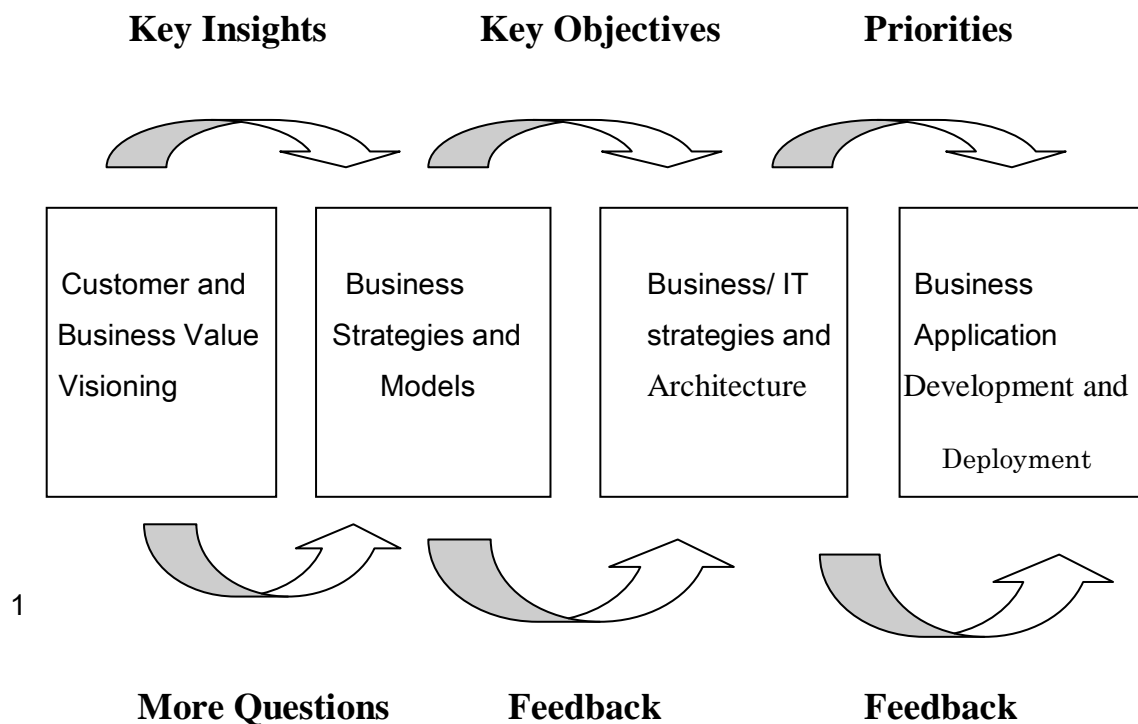 Key Insights
Key Objectives
Priorities
Customer and
Business Value
Visioning
Business
Strategies and
Models
Business/ IT
strategies and
Architecture
Business
Application
Development and
Deployment
1
More Questions
Feedback
Feedback